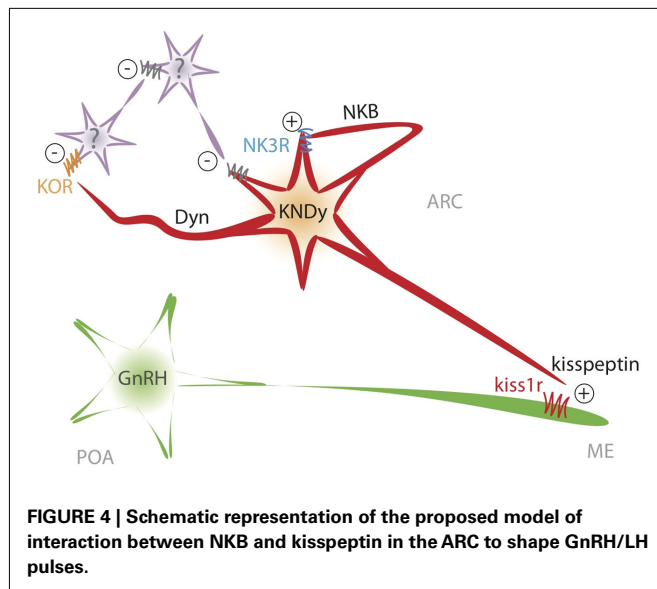 ?
-
?
-
NKB
+
NK3R
-
KOR
Dyn
KNDy
ARC
GnRH
kisspeptin
kiss1r
+
POA
ME
FIGURE 4 | Schematic representation of the proposed model of
interaction between NKB and kisspeptin in the ARC to shape GnRH/LH
pulses.